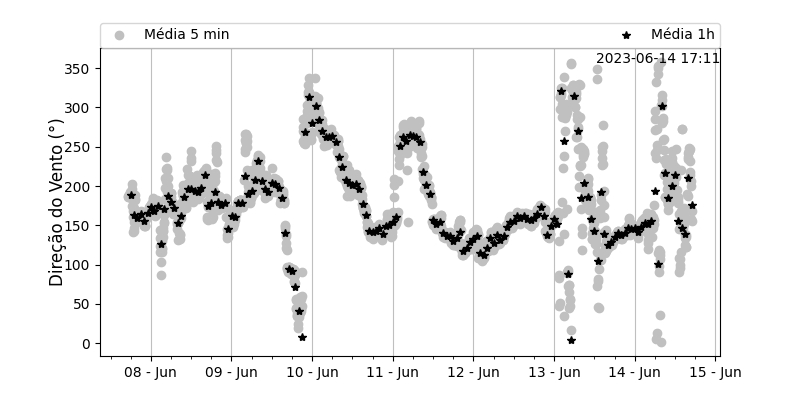 Média 5 min
Média 1h
2023-06-14 17:11
Direção do Vento (°)
350
300
250
200
150
100
50
0
08 - Jun
09 - Jun
10 - Jun
11 - Jun
12 - Jun
13 - Jun
14 - Jun
15 - Jun